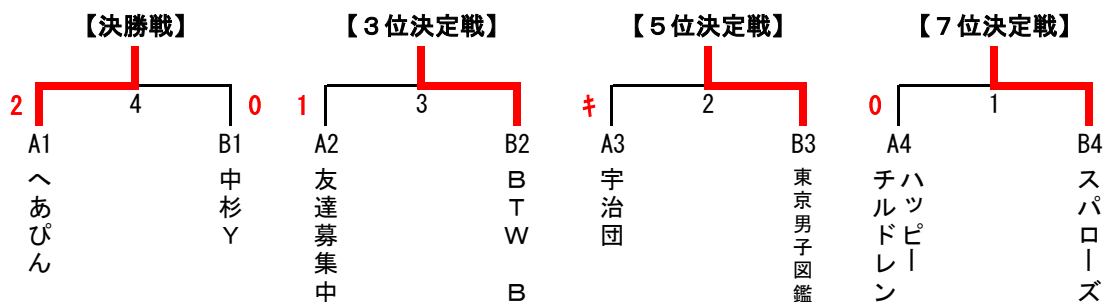 【決勝戦】
【３位決定戦】
【５位決定戦】
【７位決定戦】
2
4
0
1
3
キ
2
0
1
A1
B1
A2
B2
A3
B3
A4
B4
へあぴん
中杉Y
友達募集中
BTW B
宇治団
東京男子図鑑
ハッピー
チルドレン
スパローズ